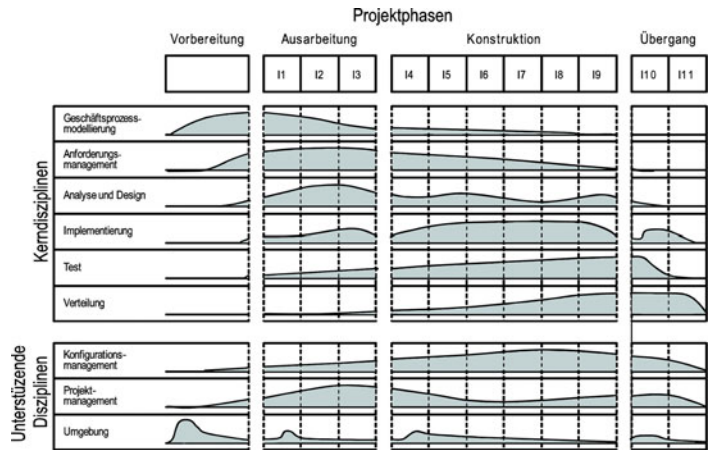 Projektphasen
Vorbereitung Ausarbeitung Konstruktion Übergang
I1 I2 I3 I4 I5 I6 I7 I8 I9 I10 I11
Kerndisziplinen
Geschäftsprozess-
modellierung
Anforderungs-
management
Analyse und Design
Implementierung
Test
Verteilung
Unterstüzende
Disziplinen
Konfigurations-
management
Projekt-
management
Umgebung